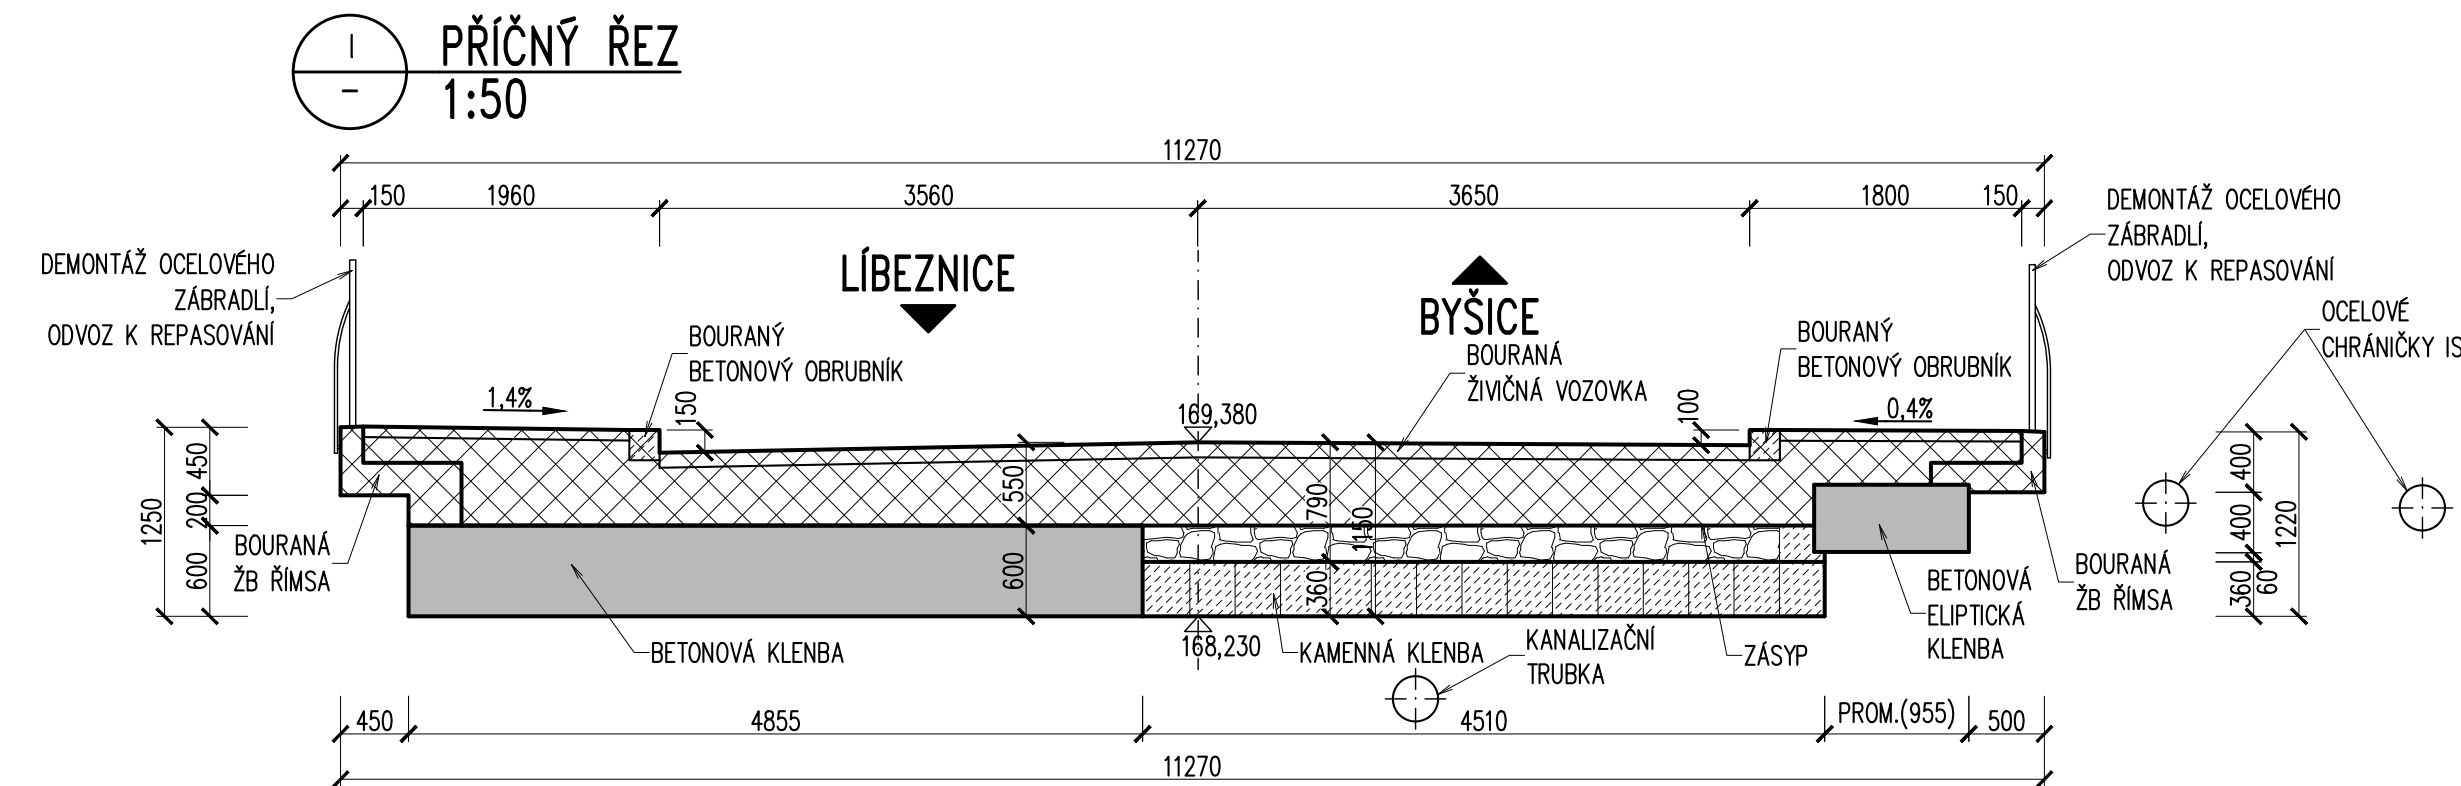 I
PŘÍČNÝ ŘEZ
–
1:50
11270
150
1960
3560
3650
1800
150
DEMONTÁŽ OCELOVÉHO
ZÁBRADLÍ,
ODVOZ K REPASOVÁNÍ
DEMONTÁŽ OCELOVÉHO
ZÁBRADLÍ,
ODVOZ K REPASOVÁNÍ
LÍBEZNICE
BYŠICE
OCELOVÉ
CHRÁNIČKY IS
BOURANÝ
BETONOVÝ OBRUBNÍK
BOURANÁ
ŽIVIČNÁ VOZOVKA
BOURANÝ
BETONOVÝ OBRUBNÍK
1,4%
150
169,380
100
0,4%
1250
450
200
600
550
600
790
360
1150
400
400
360
60
1220
BOURANÁ
ŽB ŘÍMSA
BETONOVÁ KLENBA
168,230
KAMENNÁ KLENBA
KANALIZAČNÍ
TRUBKA
ZÁSYP
BETONOVÁ
ELIPTICKÁ
KLENBA
BOURANÁ
ŽB ŘÍMSA
450
4855
4510
PROM.(955)
500
11270